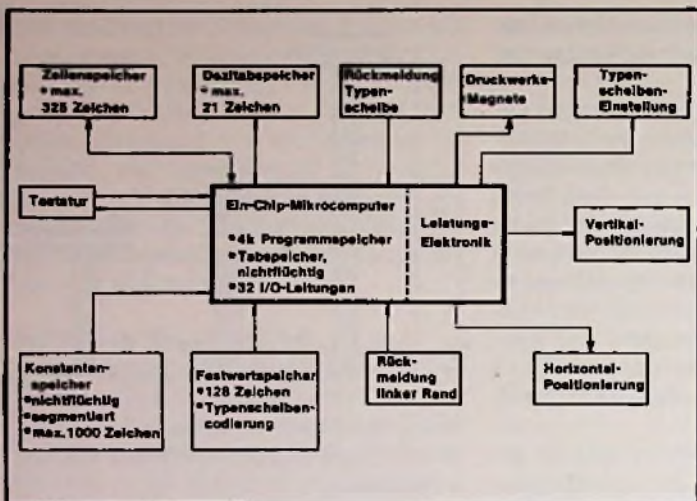 Zeilenspeicher
• max.
325 Zeichen
Dezitabspeicher
• max.
21 Zeichen
Rückmeldung
Typen-
scheibe
Druckwerks-
Magnete
Typen-
scheiben-
Einstellung
Tastatur
Ein-Chip-Mikrocomputer
• 4k Programmspeicher
• Tabspeicher,
nichtflüchtig
• 32 I/O-Leitungen
Leistungs-
Elektronik
Vertikal-
Positionierung
Konstanten-
speicher
• nichtflüchtig
• segmentiert
• max. 1000 Zeichen
Festwertspeicher
• 128 Zeichen
• Typenscheiben-
codierung
Rück-
meldung
linker Rand
Horizontal-
Positionierung